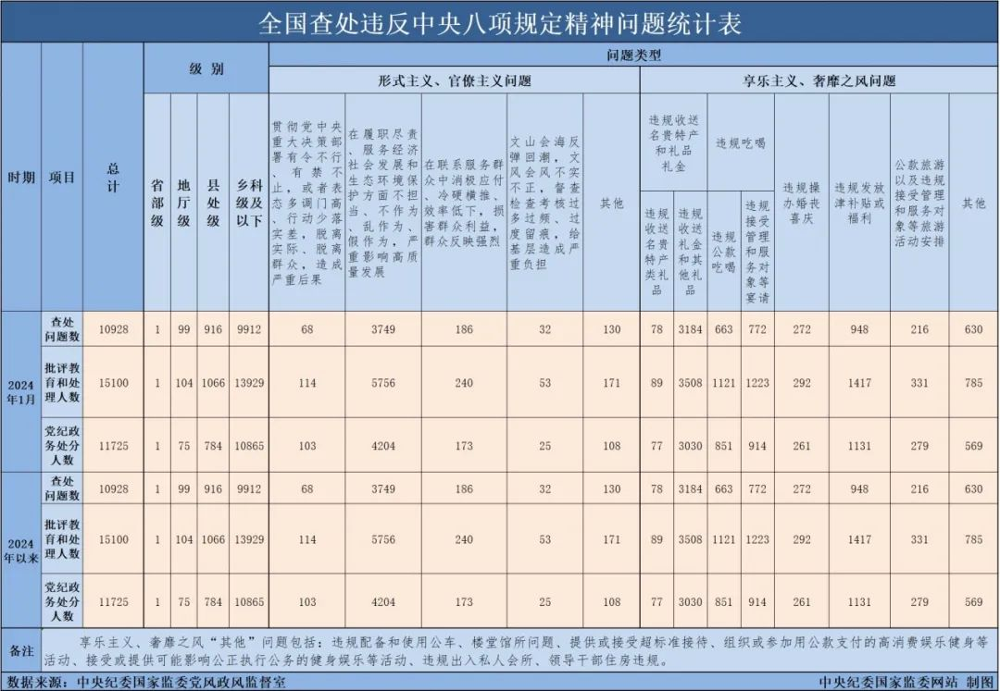 全国查处违反中央八项规定精神问题统计表
时期
项目
总
计
级 别
问题类型
形式主义、官僚主义问题
享乐主义、奢靡之风问题
省
部
级
地
厅
级
县
处
级
乡科
级及
以下
贯彻党中央
重大决策部
署有令不行
、有禁不
止，或者表
态多调门高
、行动少落
实差，脱离
实际、脱离
群众，造成
严重后果
在履职尽责
、服务经济
社会发展和
生态环境保
护方面不担
当、不作为
、乱作为、
假作为，严
重影响高质
量发展
在联系服务群
众中消极应付
、冷硬横推、
效率低下，损
害群众利益，
群众反映强烈
文山会海反
弹回潮，文
风会风不实
不正，督查
检查考核过
多过频、过
度留痕，给
基层造成严
重负担
其他
违规收送
名贵特产
和礼品
礼金
违规
收送
名贵
特产
类礼
品
违规
收送
礼金
和其
他礼
品
违规吃喝
违规
公款
吃喝
违规
接受
管理
和服
务对
象等
宴请
违规操
办婚丧
喜庆
违规发放
津补贴或
福利
公款旅游
以及违规
接受管理
和服务对
象等旅游
活动安排
其他
2024
年1月
查处
问题数
10928 1 99 916 9912 68 3749 186 32 130 78 3184 663 772 272 948 216 630
批评教
育和处
理人数
15100 1 104 1066 13929 114 5756 240 53 171 89 3508 1121 1223 292 1417 331 785
党纪政
务处分
人数
11725 1 75 784 10865 103 4204 173 25 108 77 3030 851 914 261 1131 279 569
2024
年以来
查处
问题数
10928 1 99 916 9912 68 3749 186 32 130 78 3184 663 772 272 948 216 630
批评教
育和处
理人数
15100 1 104 1066 13929 114 5756 240 53 171 89 3508 1121 1223 292 1417 331 785
党纪政
务处分
人数
11725 1 75 784 10865 103 4204 173 25 108 77 3030 851 914 261 1131 279 569
备注
享乐主义、奢靡之风“其他”问题包括：违规配备和使用公车、楼堂馆所问题、提供或接受超标准接待、组织或参加用公款支付的高消费娱乐健身等
活动、接受或提供可能影响公正执行公务的健身娱乐等活动、违规出入私人会所、领导干部住房违规。
数据来源：中央纪委国家监委党风政风监督室
中央纪委国家监委网站 制图